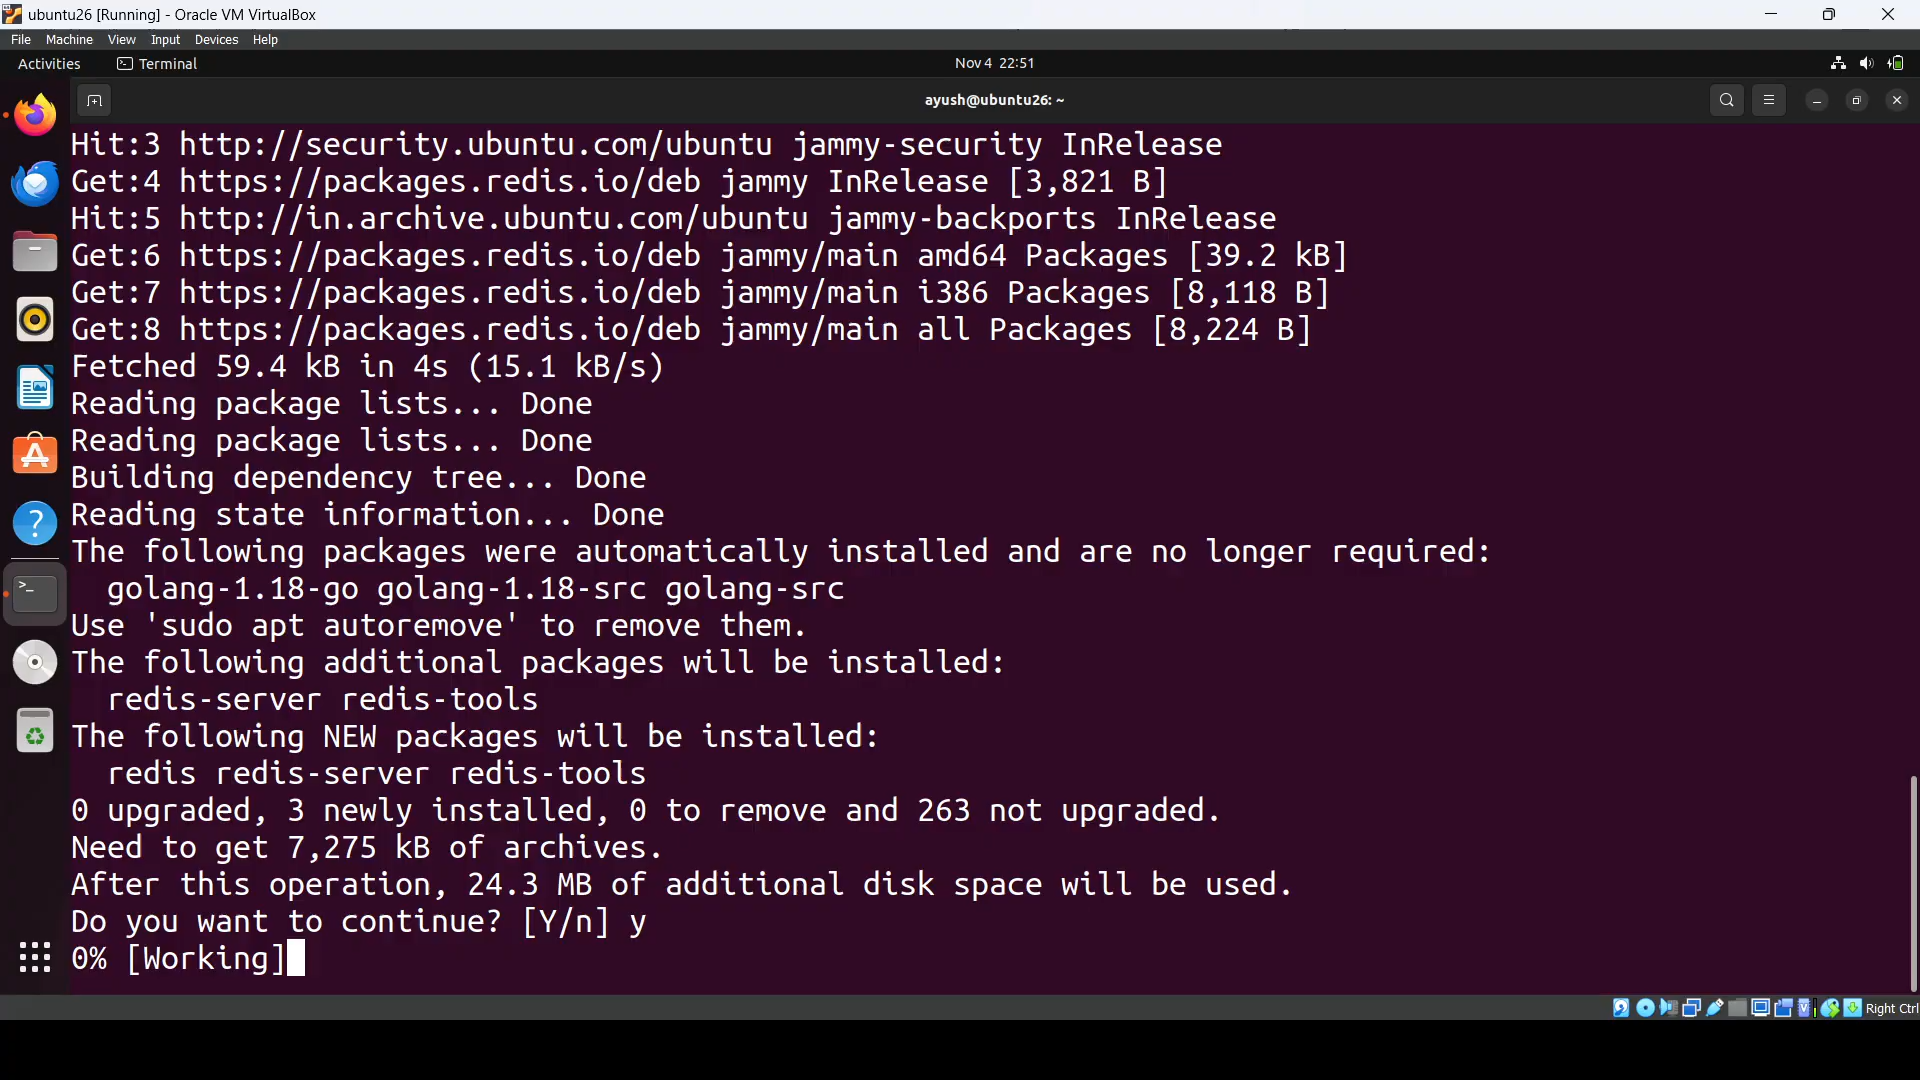 ubuntu26 [Running] - Oracle VM VirtualBox
File Machine View Input Devices Help
Activities Terminal Nov 4 22:51
ayush@ubuntu26: ~
Hit:3 http://security.ubuntu.com/ubuntu jammy-security InRelease
Get:4 https://packages.redis.io/deb jammy InRelease [3,821 B]
Hit:5 http://in.archive.ubuntu.com/ubuntu jammy-backports InRelease
Get:6 https://packages.redis.io/deb jammy/main amd64 Packages [39.2 kB]
Get:7 https://packages.redis.io/deb jammy/main i386 Packages [8,118 B]
Get:8 https://packages.redis.io/deb jammy/main all Packages [8,224 B]
Fetched 59.4 kB in 4s (15.1 kB/s)
Reading package lists... Done
Reading package lists... Done
Building dependency tree... Done
Reading state information... Done
The following packages were automatically installed and are no longer required:
golang-1.18-go golang-1.18-src golang-src
Use 'sudo apt autoremove' to remove them.
The following additional packages will be installed:
redis-server redis-tools
The following NEW packages will be installed:
redis redis-server redis-tools
0 upgraded, 3 newly installed, 0 to remove and 263 not upgraded.
Need to get 7,275 kB of archives.
After this operation, 24.3 MB of additional disk space will be used.
Do you want to continue? [Y/n] y
0% [Working]
Right Ctrl